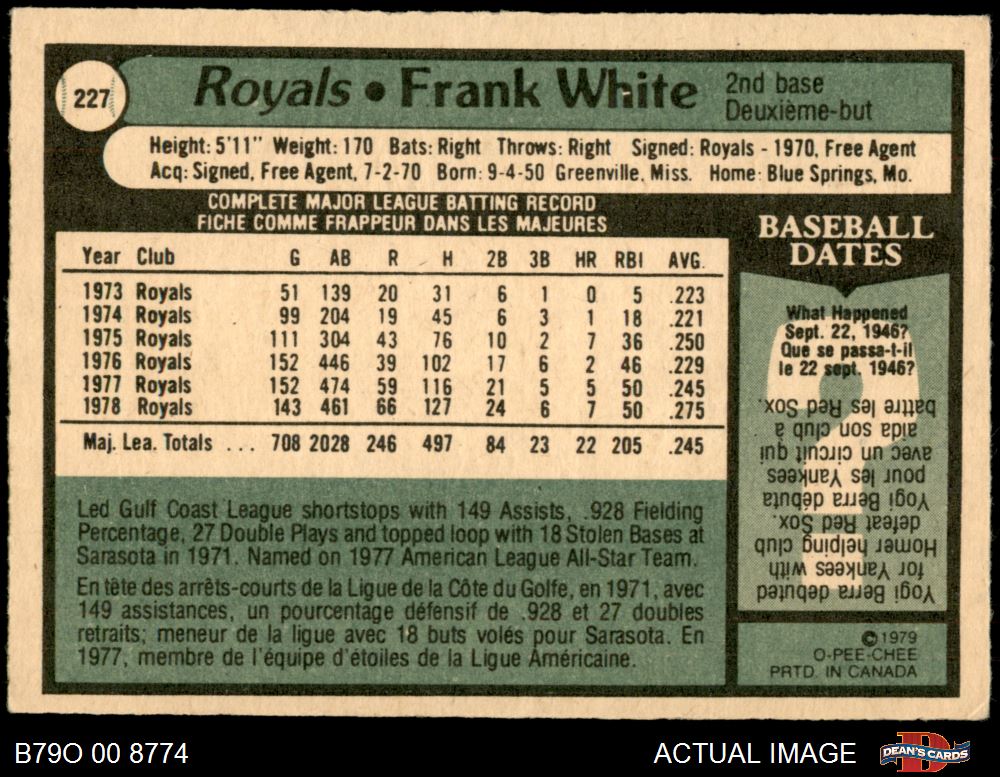 227
Royals • Frank White
2nd base
Deuxième-but
Height: 5'11" Weight: 170 Bats: Right Throws: Right Signed: Royals - 1970, Free Agent
Acq: Signed, Free Agent, 7-2-70 Born: 9-4-50 Greenville, Miss. Home: Blue Springs, Mo.
COMPLETE MAJOR LEAGUE BATTING RECORD
FICHE COMME FRAPPEUR DANS LES MAJEURES
Year Club G AB R H 2B 3B HR RBI AVG.
1973 Royals 51 139 20 31 6 1 0 5 .223
1974 Royals 99 204 19 45 6 3 1 18 .221
1975 Royals 111 304 43 76 10 2 7 36 .250
1976 Royals 152 446 39 102 17 6 2 46 .229
1977 Royals 152 474 59 116 21 5 5 50 .245
1978 Royals 143 461 66 127 24 6 7 50 .275
Maj. Lea. Totals ... 708 2028 246 497 84 23 22 205 .245
Led Gulf Coast League shortstops with 149 Assists, .928 Fielding
Percentage, 27 Double Plays and topped loop with 18 Stolen Bases at
Sarasota in 1971. Named on 1977 American League All-Star Team.
En tête des arrêts-courts de la Ligue de la Côte du Golfe, en 1971, avec
149 assistances, un pourcentage défensif de .928 et 27 doubles
retraits; meneur de la ligue avec 18 buts volés pour Sarasota. En
1977, membre de l'équipe d'étoiles de la Ligue Américaine.
BASEBALL
DATES
What Happened
Sept. 22, 1946?
Que se passa-t-il
le 22 sept. 1946?
Yogi Berra debuted
for Yankees with
Homer helping club
defeat Red Sox.
Yogi Berra débuta
pour les Yankees
avec un circuit qui
aida son club à
battre les Red Sox.
©1979
O-PEE-CHEE
PRTD. IN CANADA
B79O 00 8774
ACTUAL IMAGE
DEAN'S CARDS